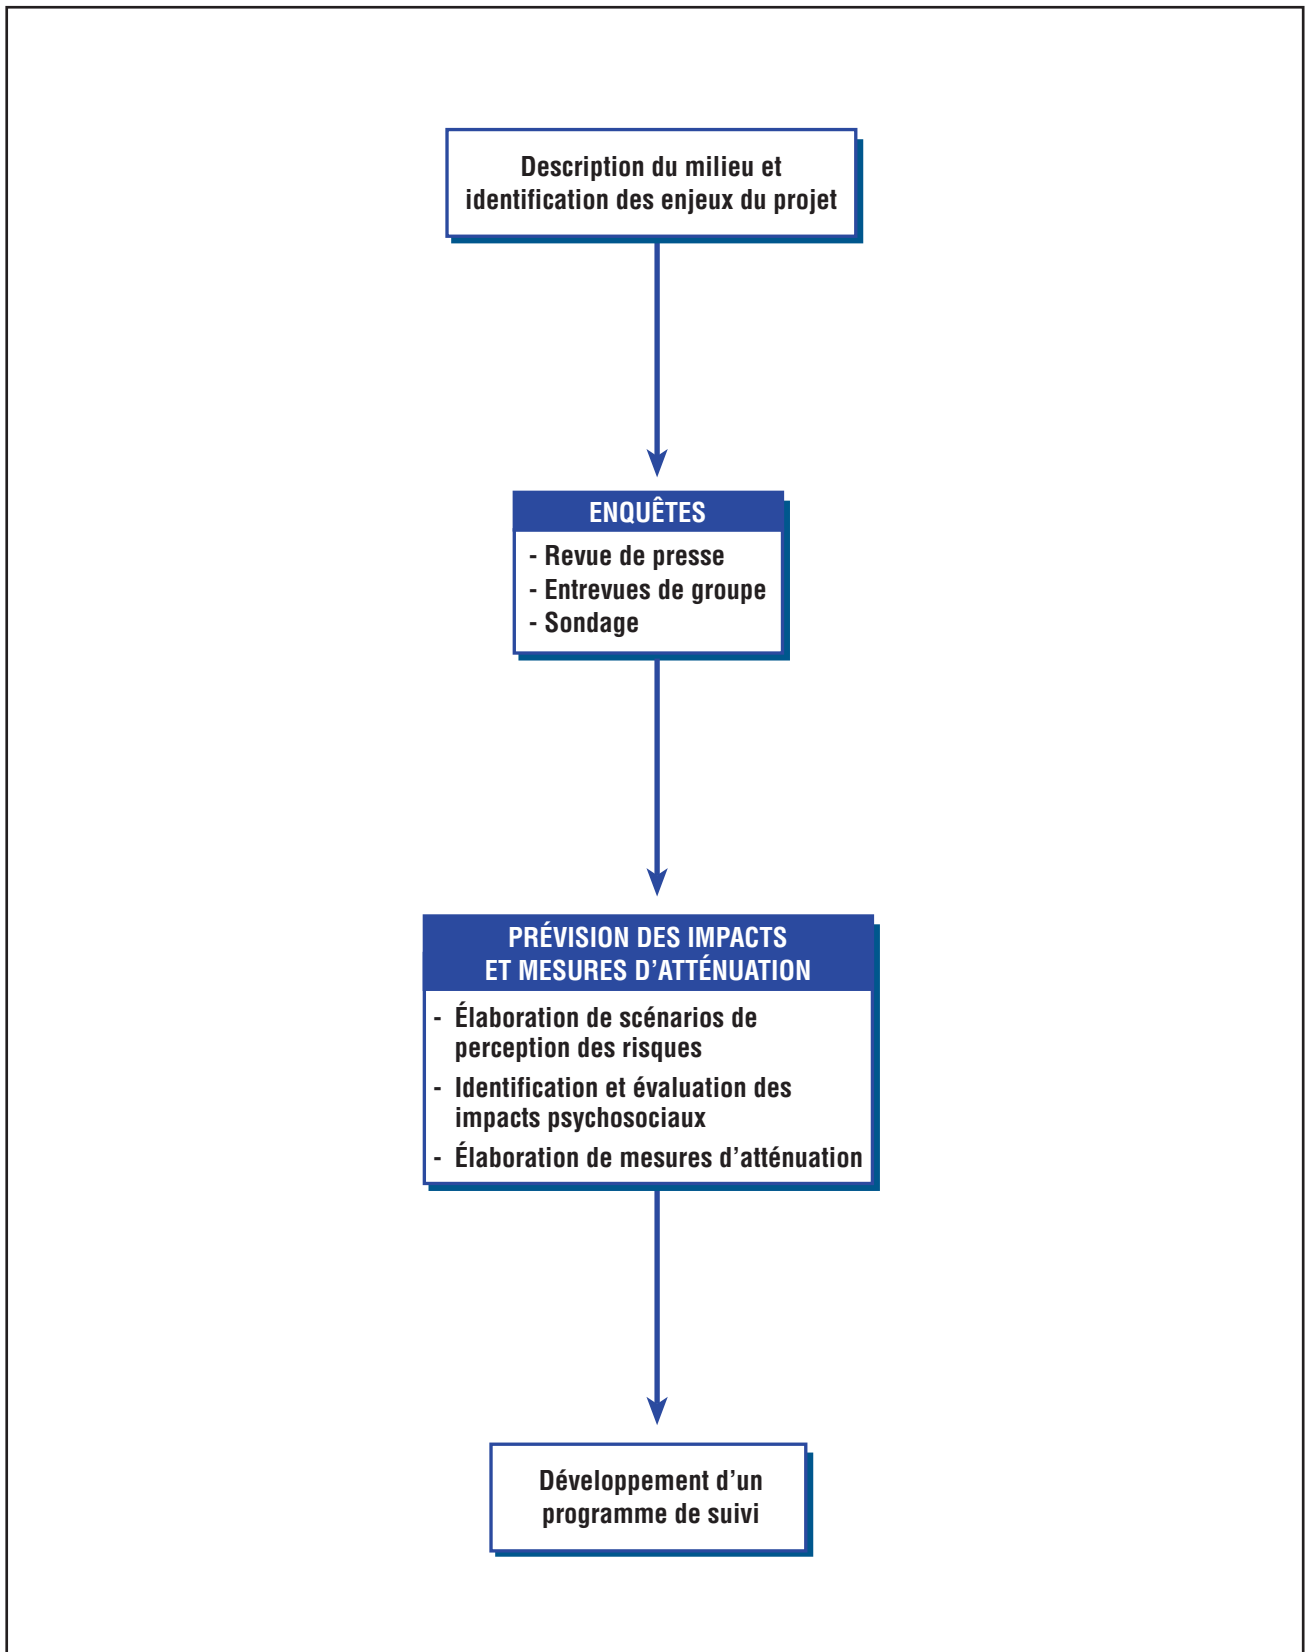 Description du milieu et
identification des enjeux du projet
ENQUÊTES
- Revue de presse
- Entrevues de groupe
- Sondage
PRÉVISION DES IMPACTS
ET MESURES D’ATTÉNUATION
- Élaboration de scénarios de
perception des risques
- Identification et évaluation des
impacts psychosociaux
- Élaboration de mesures d’atténuation
Développement d’un
programme de suivi